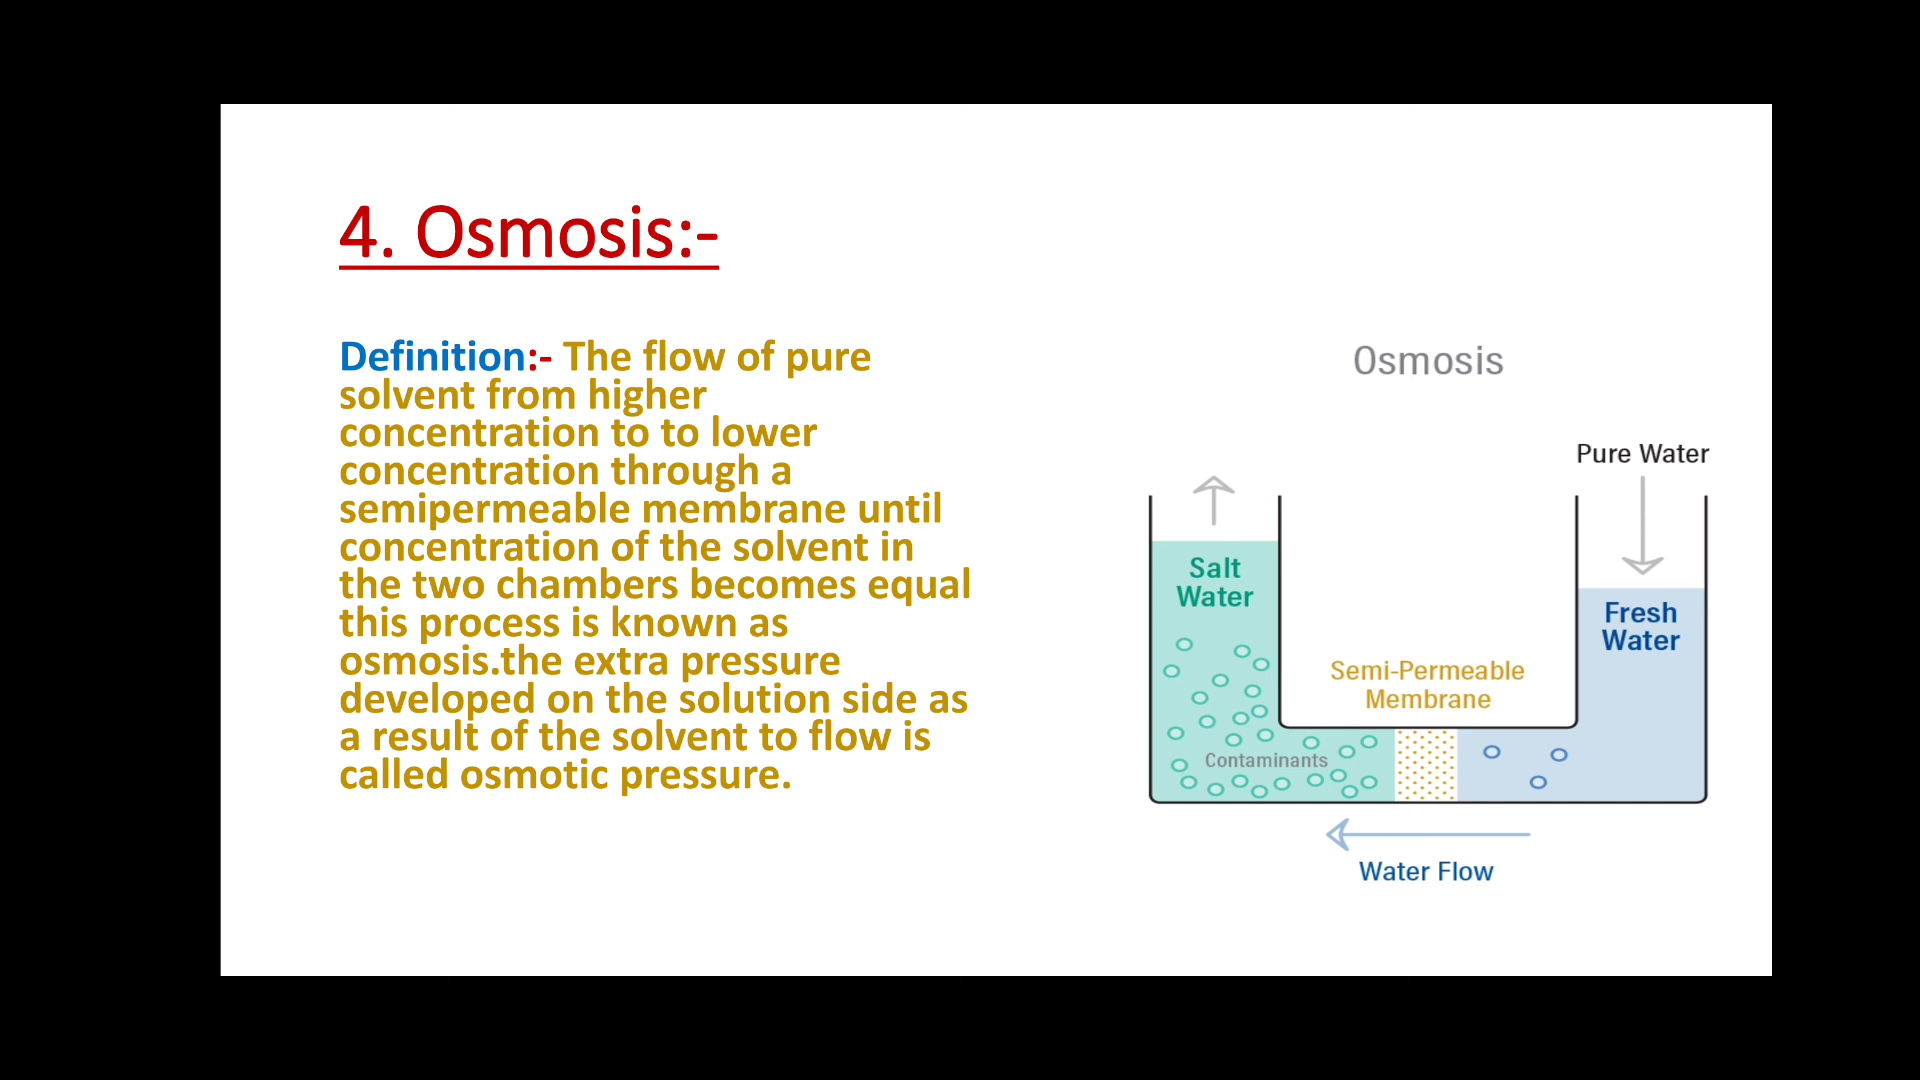 4. Osmosis:-
Definition:- The flow of pure
solvent from higher
concentration to to lower
concentration through a
semipermeable membrane until
concentration of the solvent in
the two chambers becomes equal
this process is known as
osmosis.the extra pressure
developed on the solution side as
a result of the solvent to flow is
called osmotic pressure.
Osmosis
Pure Water
Salt
Water
Fresh
Water
Semi-Permeable
Membrane
Contaminants
Water Flow